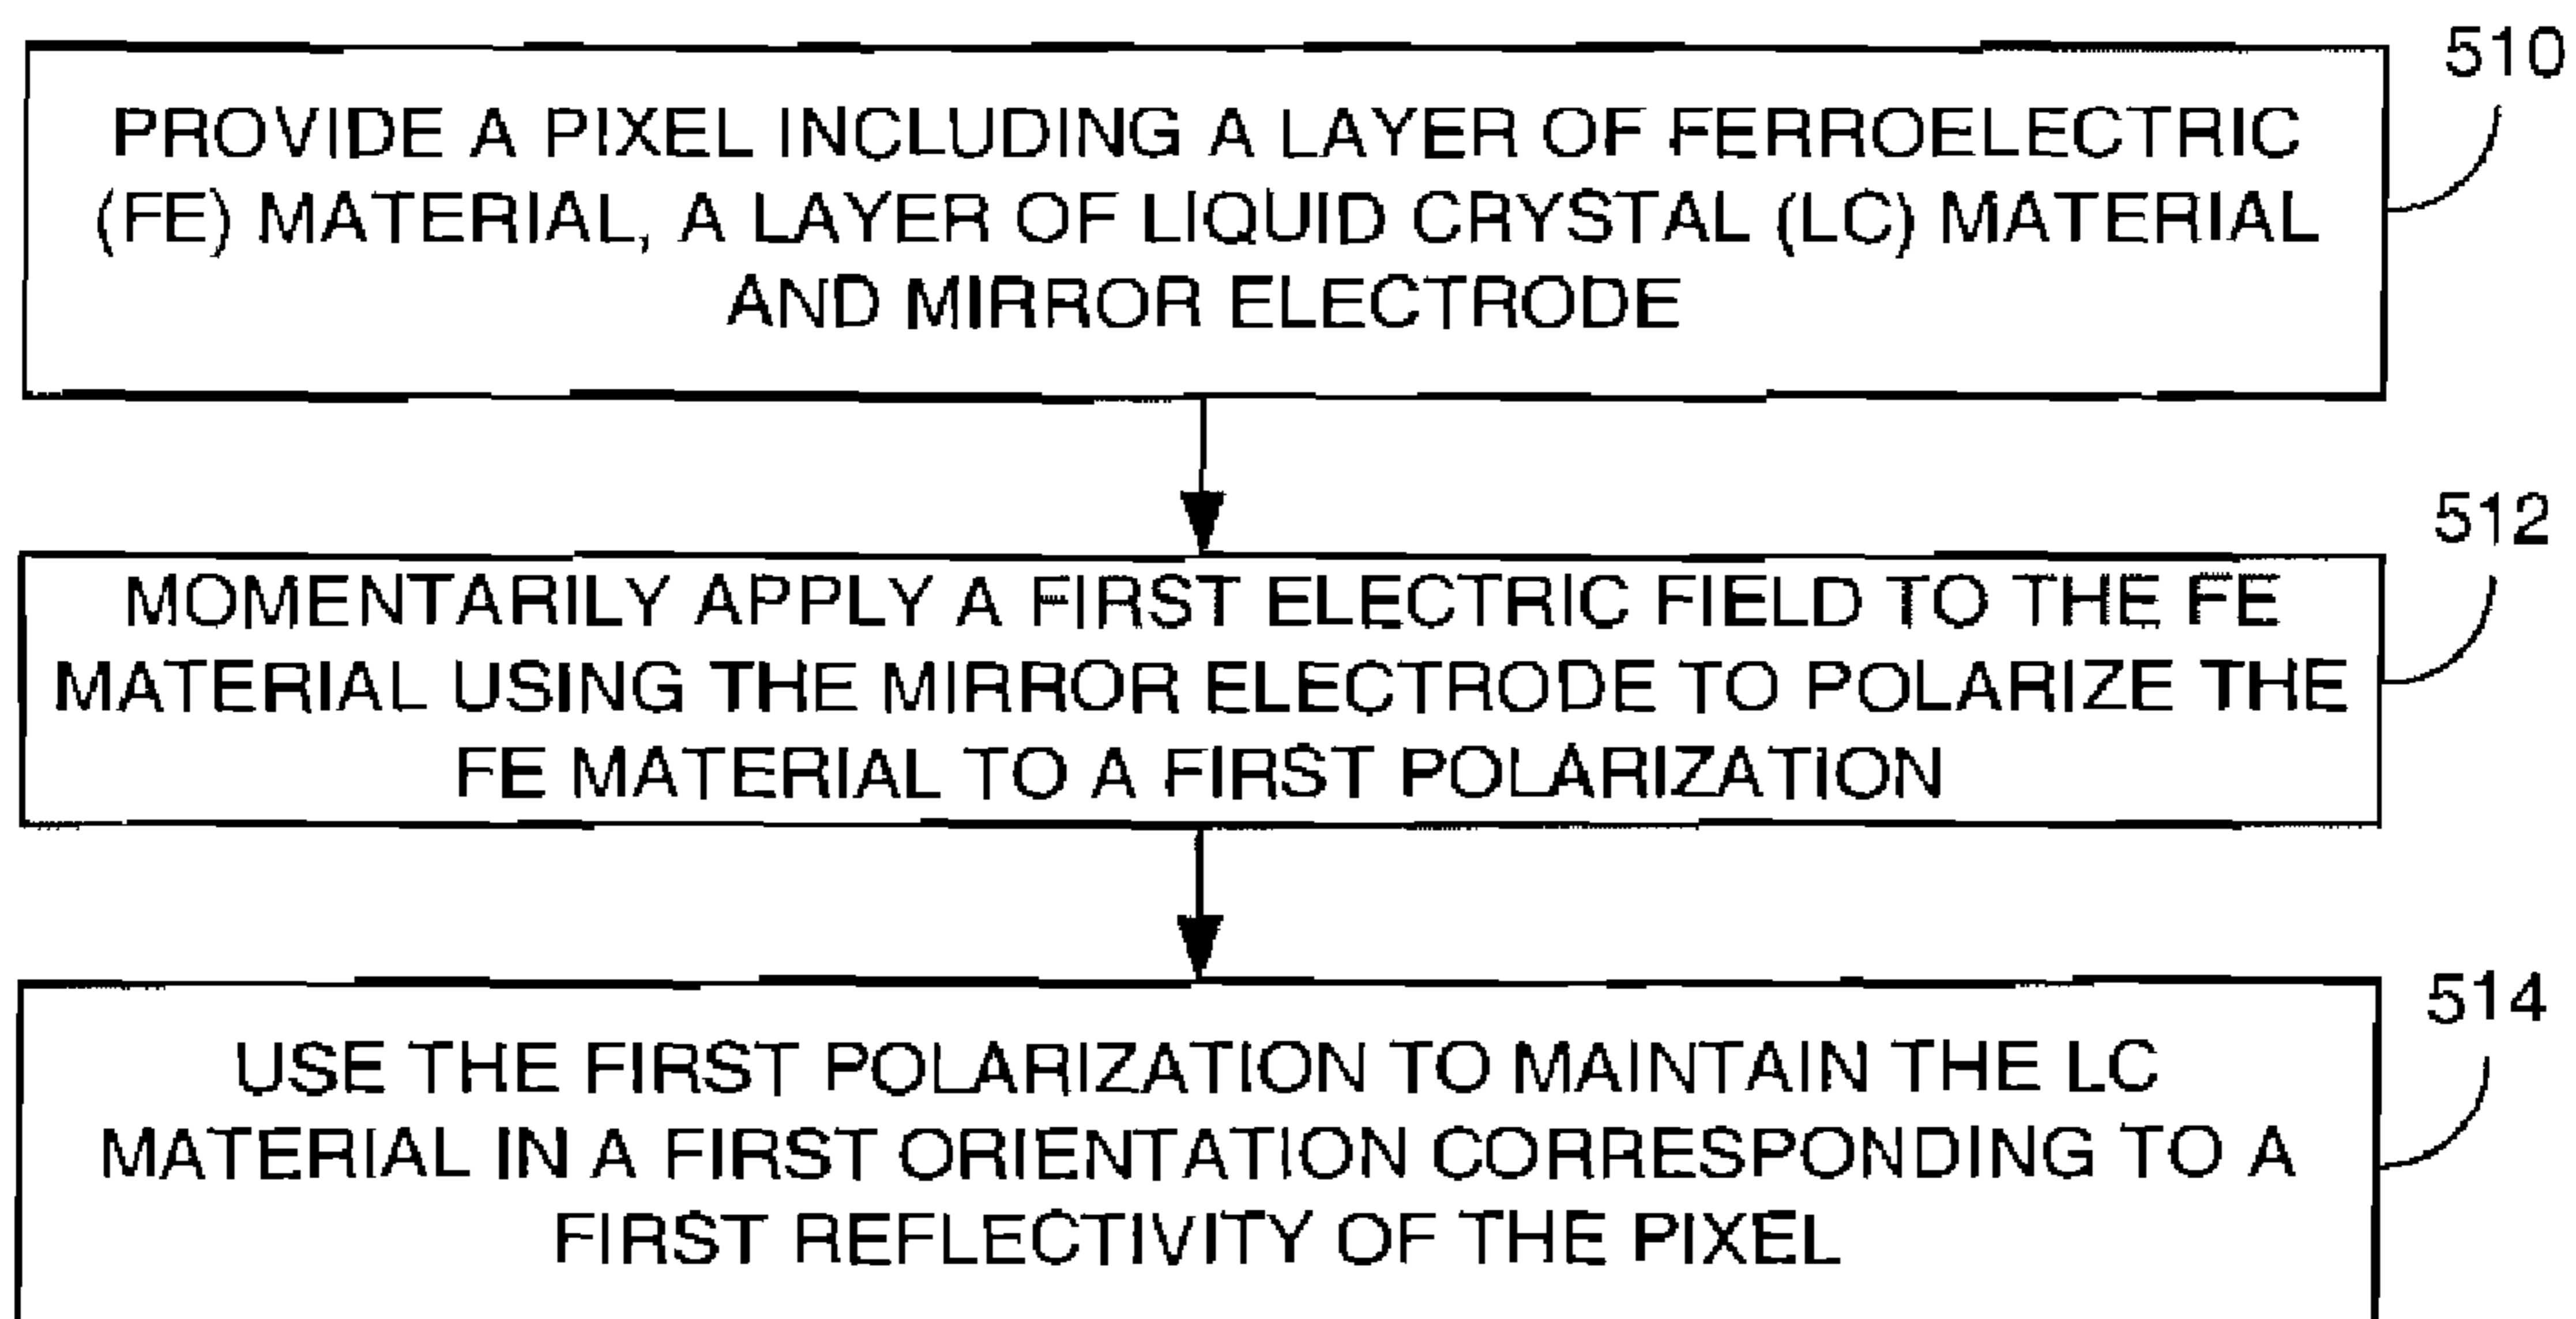 510
PROVIDE A PIXEL INCLUDING A LAYER OF FERROELECTRIC
(FE) MATERIAL, A LAYER OF LIQUID CRYSTAL (LC) MATERIAL
AND MIRROR ELECTRODE
512
MOMENTARILY APPLY A FIRST ELECTRIC FIELD TO THE FE
MATERIAL USING THE MIRROR ELECTRODE TO POLARIZE THE
FE MATERIAL TO A FIRST POLARIZATION
514
USE THE FIRST POLARIZATION TO MAINTAIN THE LC
MATERIAL IN A FIRST ORIENTATION CORRESPONDING TO A
FIRST REFLECTIVITY OF THE PIXEL